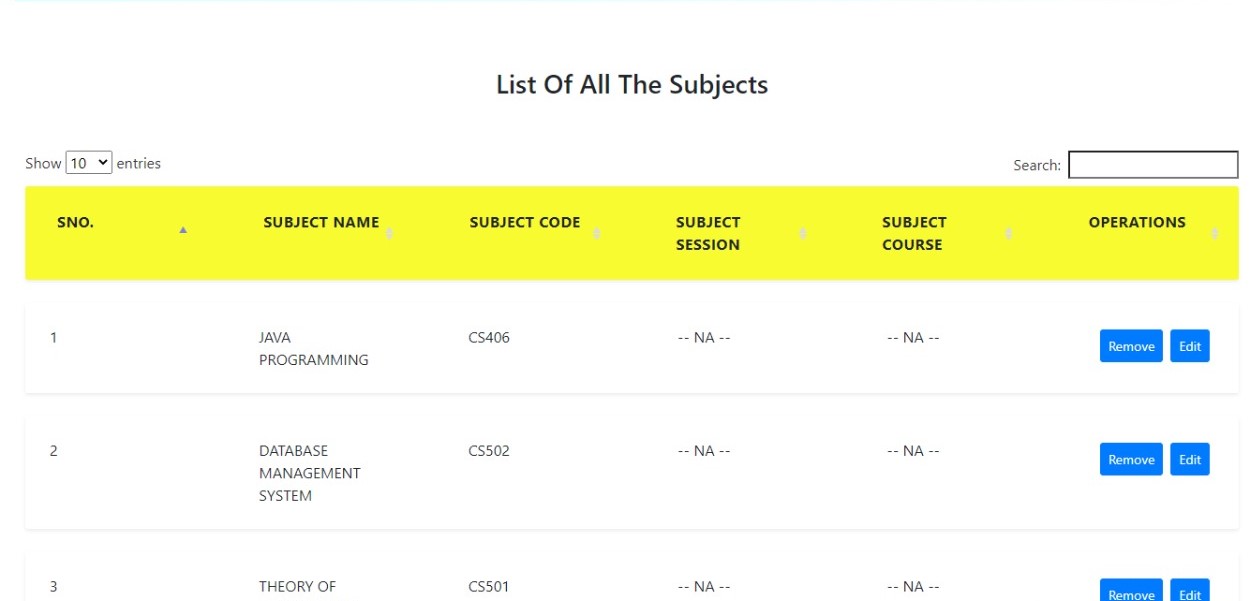 List Of All The Subjects
Show 10 entries
Search:
SNO. SUBJECT NAME SUBJECT CODE SUBJECT SESSION SUBJECT COURSE OPERATIONS
1 JAVA PROGRAMMING CS406 -- NA -- -- NA -- Remove Edit
2 DATABASE MANAGEMENT SYSTEM CS502 -- NA -- -- NA -- Remove Edit
3 THEORY OF CS501 -- NA -- -- NA -- Remove Edit